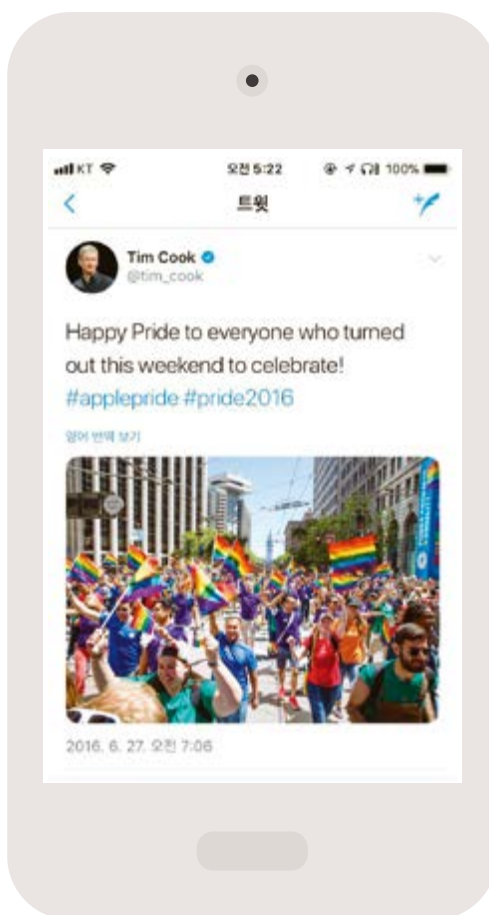 KT 오전 5:22 100%
트윗
Tim Cook
@tim_cook
Happy Pride to everyone who turned
out this weekend to celebrate!
#applepride #pride2016
영어 번역 보기
2016. 6. 27. 오전 7:06